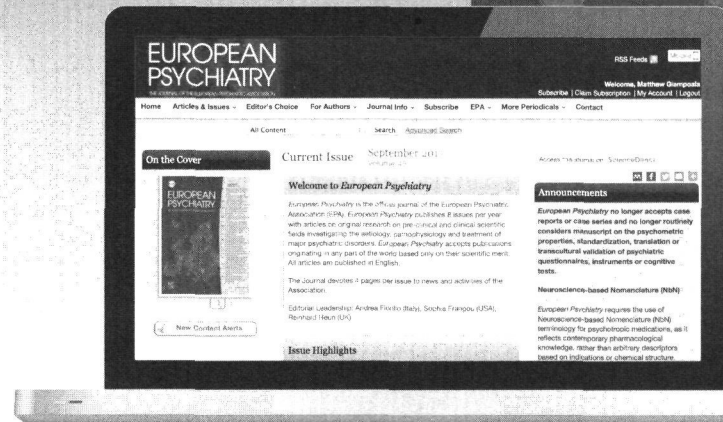 EUROPEAN
PSYCHIATRY
THE JOURNAL OF THE EUROPEAN PSYCHIATRIC ASSOCIATION
RSS Feeds
Welcome, Matthew Giampoala
Subscribe | Claim Subscription | My Account | Logout
Home Articles & Issues Editor's Choice For Authors Journal Info Subscribe EPA More Periodicals Contact
All Content Search Advanced Search
On the Cover
EUROPEAN
PSYCHIATRY
New Content Alerts
Current Issue September
Welcome to European Psychiatry
European Psychiatry is the official journal of the European Psychiatric
Association (EPA). European Psychiatry publishes 8 issues per year
with articles on original research on pre-clinical and clinical scientific
fields investigating the aetiology, pathophysiology and treatment of
major psychiatric disorders. European Psychiatry accepts publications
originating in any part of the world based only on their scientific merit.
All articles are published in English.
The Journal devotes 4 pages per issue to news and activities of the
Association.
Editorial Leadership: Andrea Fiorillo (Italy), Sophia Frangou (USA),
Reinhard Heun (UK)
Issue Highlights
Announcements
European Psychiatry no longer accepts case
reports or case series and no longer routinely
considers manuscript on the psychometric
properties, standardization, translation or
transcultural validation of psychiatric
questionnaires, instruments or cognitive
tests.
Neuroscience-based Nomenclature (NbN)
European Psychiatry requires the use of
Neuroscience-based Nomenclature (NbN)
terminology for psychotropic medications, as it
reflects contemporary pharmacological
knowledge, rather than arbitrary descriptors
based on indications or chemical structure.